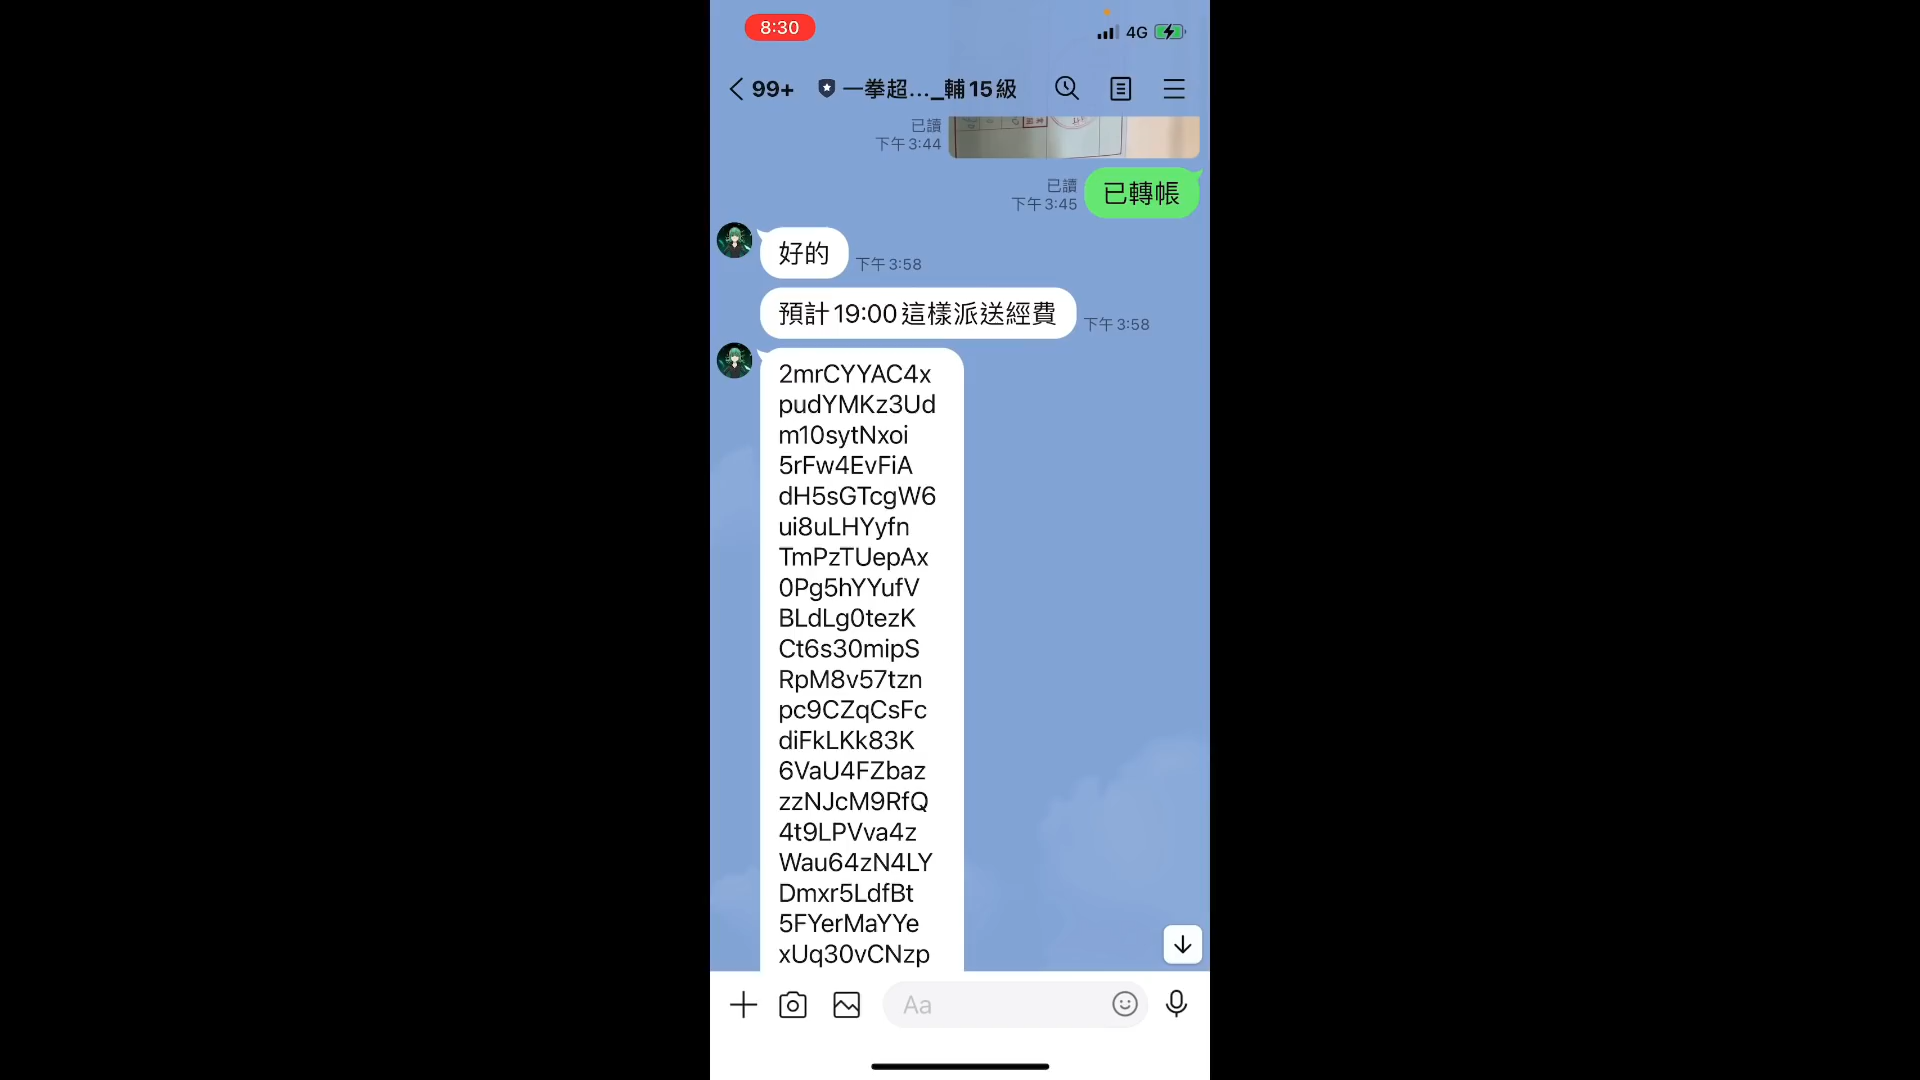 8:30
4G
99+
一拳超..._輔15級
已讀
下午3:44
已讀
下午3:45
已轉帳
好的
下午3:58
預計19:00這樣派送經費
下午3:58
2mrCYYAC4x
pudYMKz3Ud
m10sytNxoi
5rFw4EvFiA
dH5sGTcgW6
ui8uLHYyfn
TmPzTUepAx
0Pg5hYYufV
BLdLg0tezK
Ct6s30mipS
RpM8v57tzn
pc9CZqCsFc
diFkLKk83K
6VaU4FZbaz
zzNJcM9RfQ
4t9LPVva4z
Wau64zN4LY
Dmxr5LdfBt
5FYerMaYYe
xUq30vCNzp
Aa